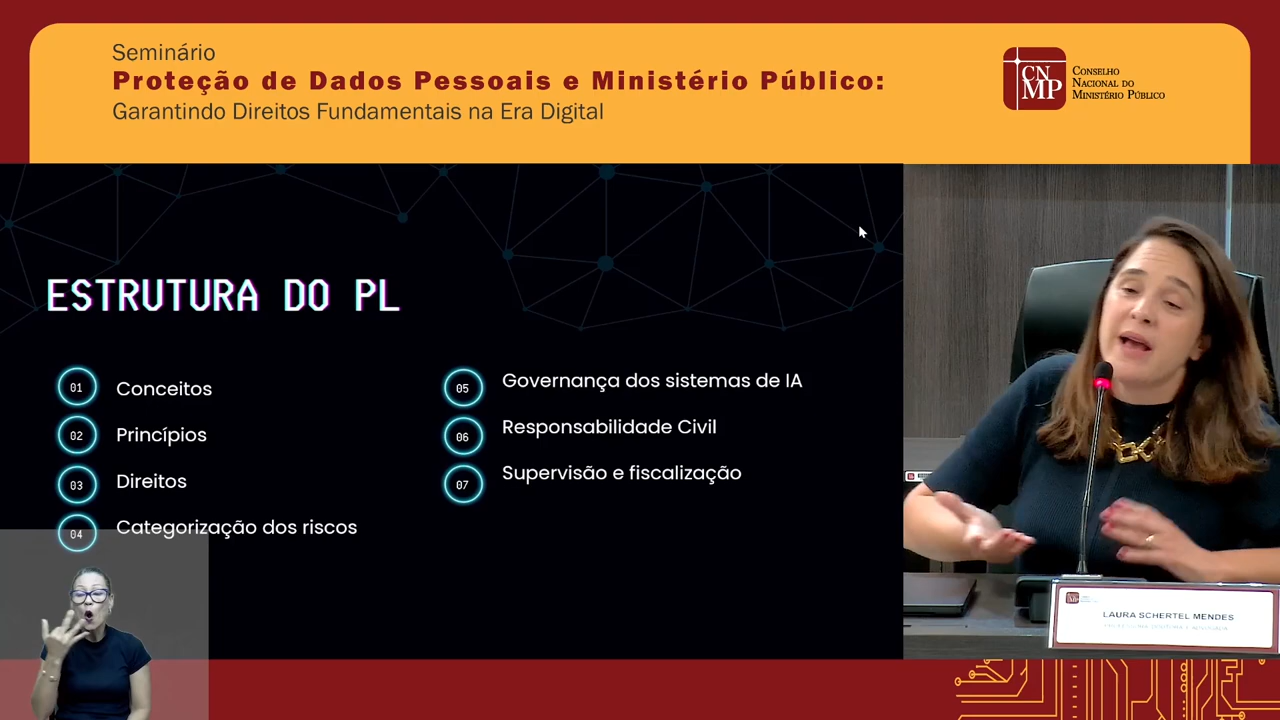 Seminário
Proteção de Dados Pessoais e Ministério Público:
Garantindo Direitos Fundamentais na Era Digital
CN
MP
Conselho
Nacional do
Ministério Público
ESTRUTURA DO PL
01 Conceitos
02 Princípios
03 Direitos
04 Categorização dos riscos
05 Governança dos sistemas de IA
06 Responsabilidade Civil
07 Supervisão e fiscalização
LAURA SCHERTEL MENDES